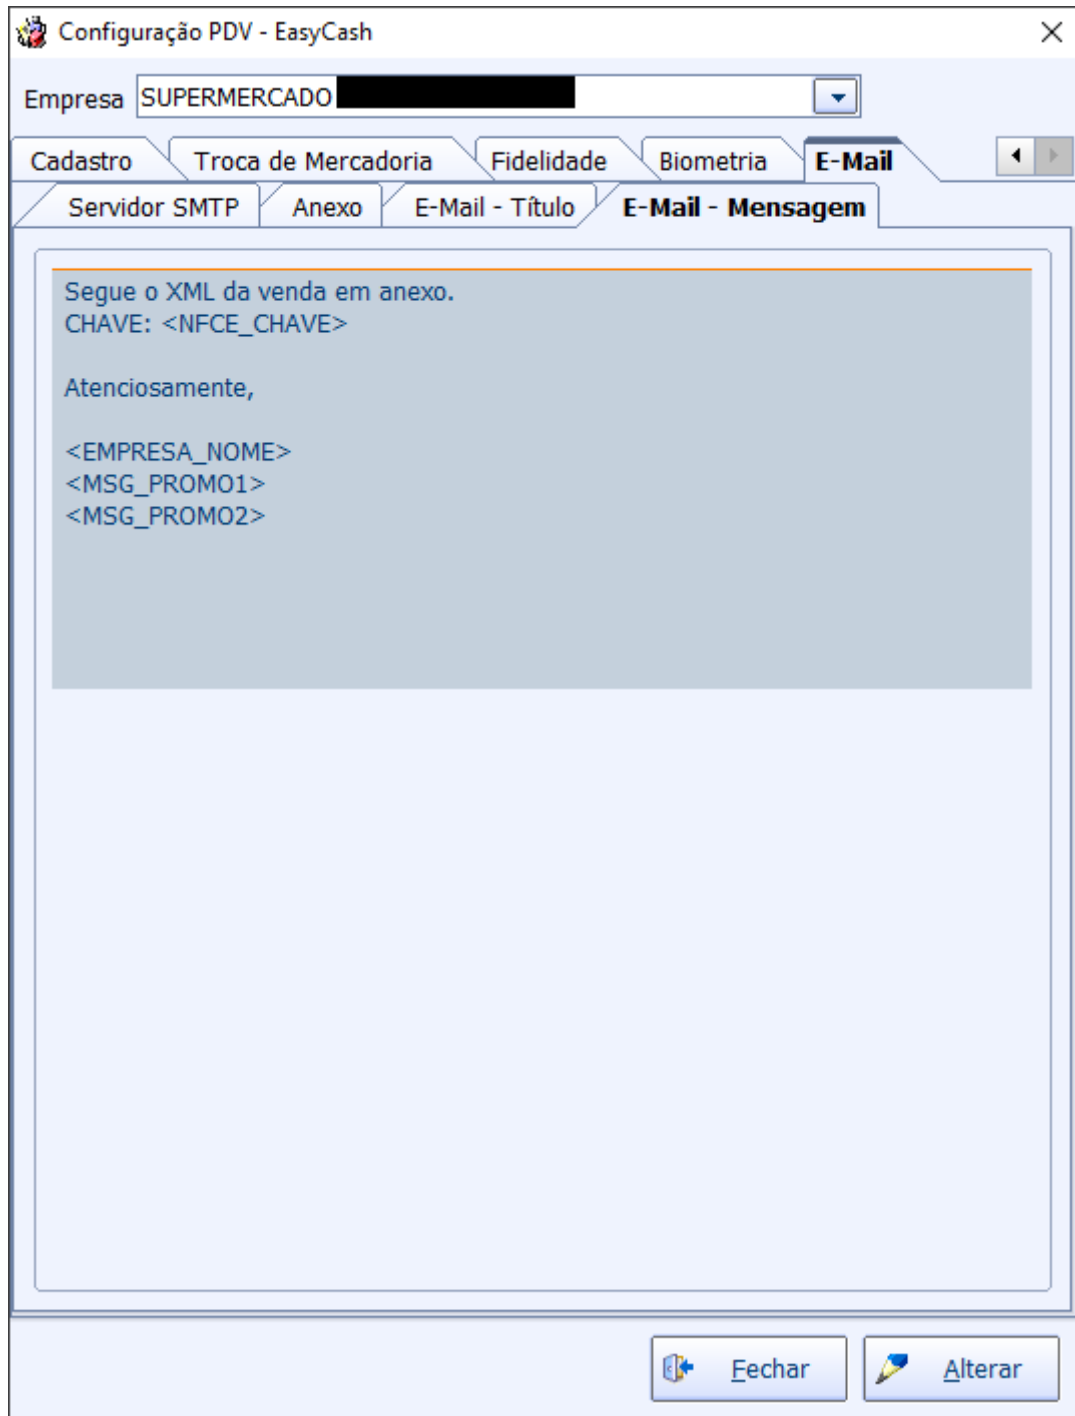 Configuração PDV - EasyCash
Empresa SUPERMERCADO
Cadastro Troca de Mercadoria Fidelidade Biometria E-Mail
Servidor SMTP Anexo E-Mail - Título E-Mail - Mensagem
Segue o XML da venda em anexo.
CHAVE: <NFCE_CHAVE>
Atenciosamente,
<EMPRESA_NOME>
<MSG_PROMO1>
<MSG_PROMO2>
Fechar Alterar